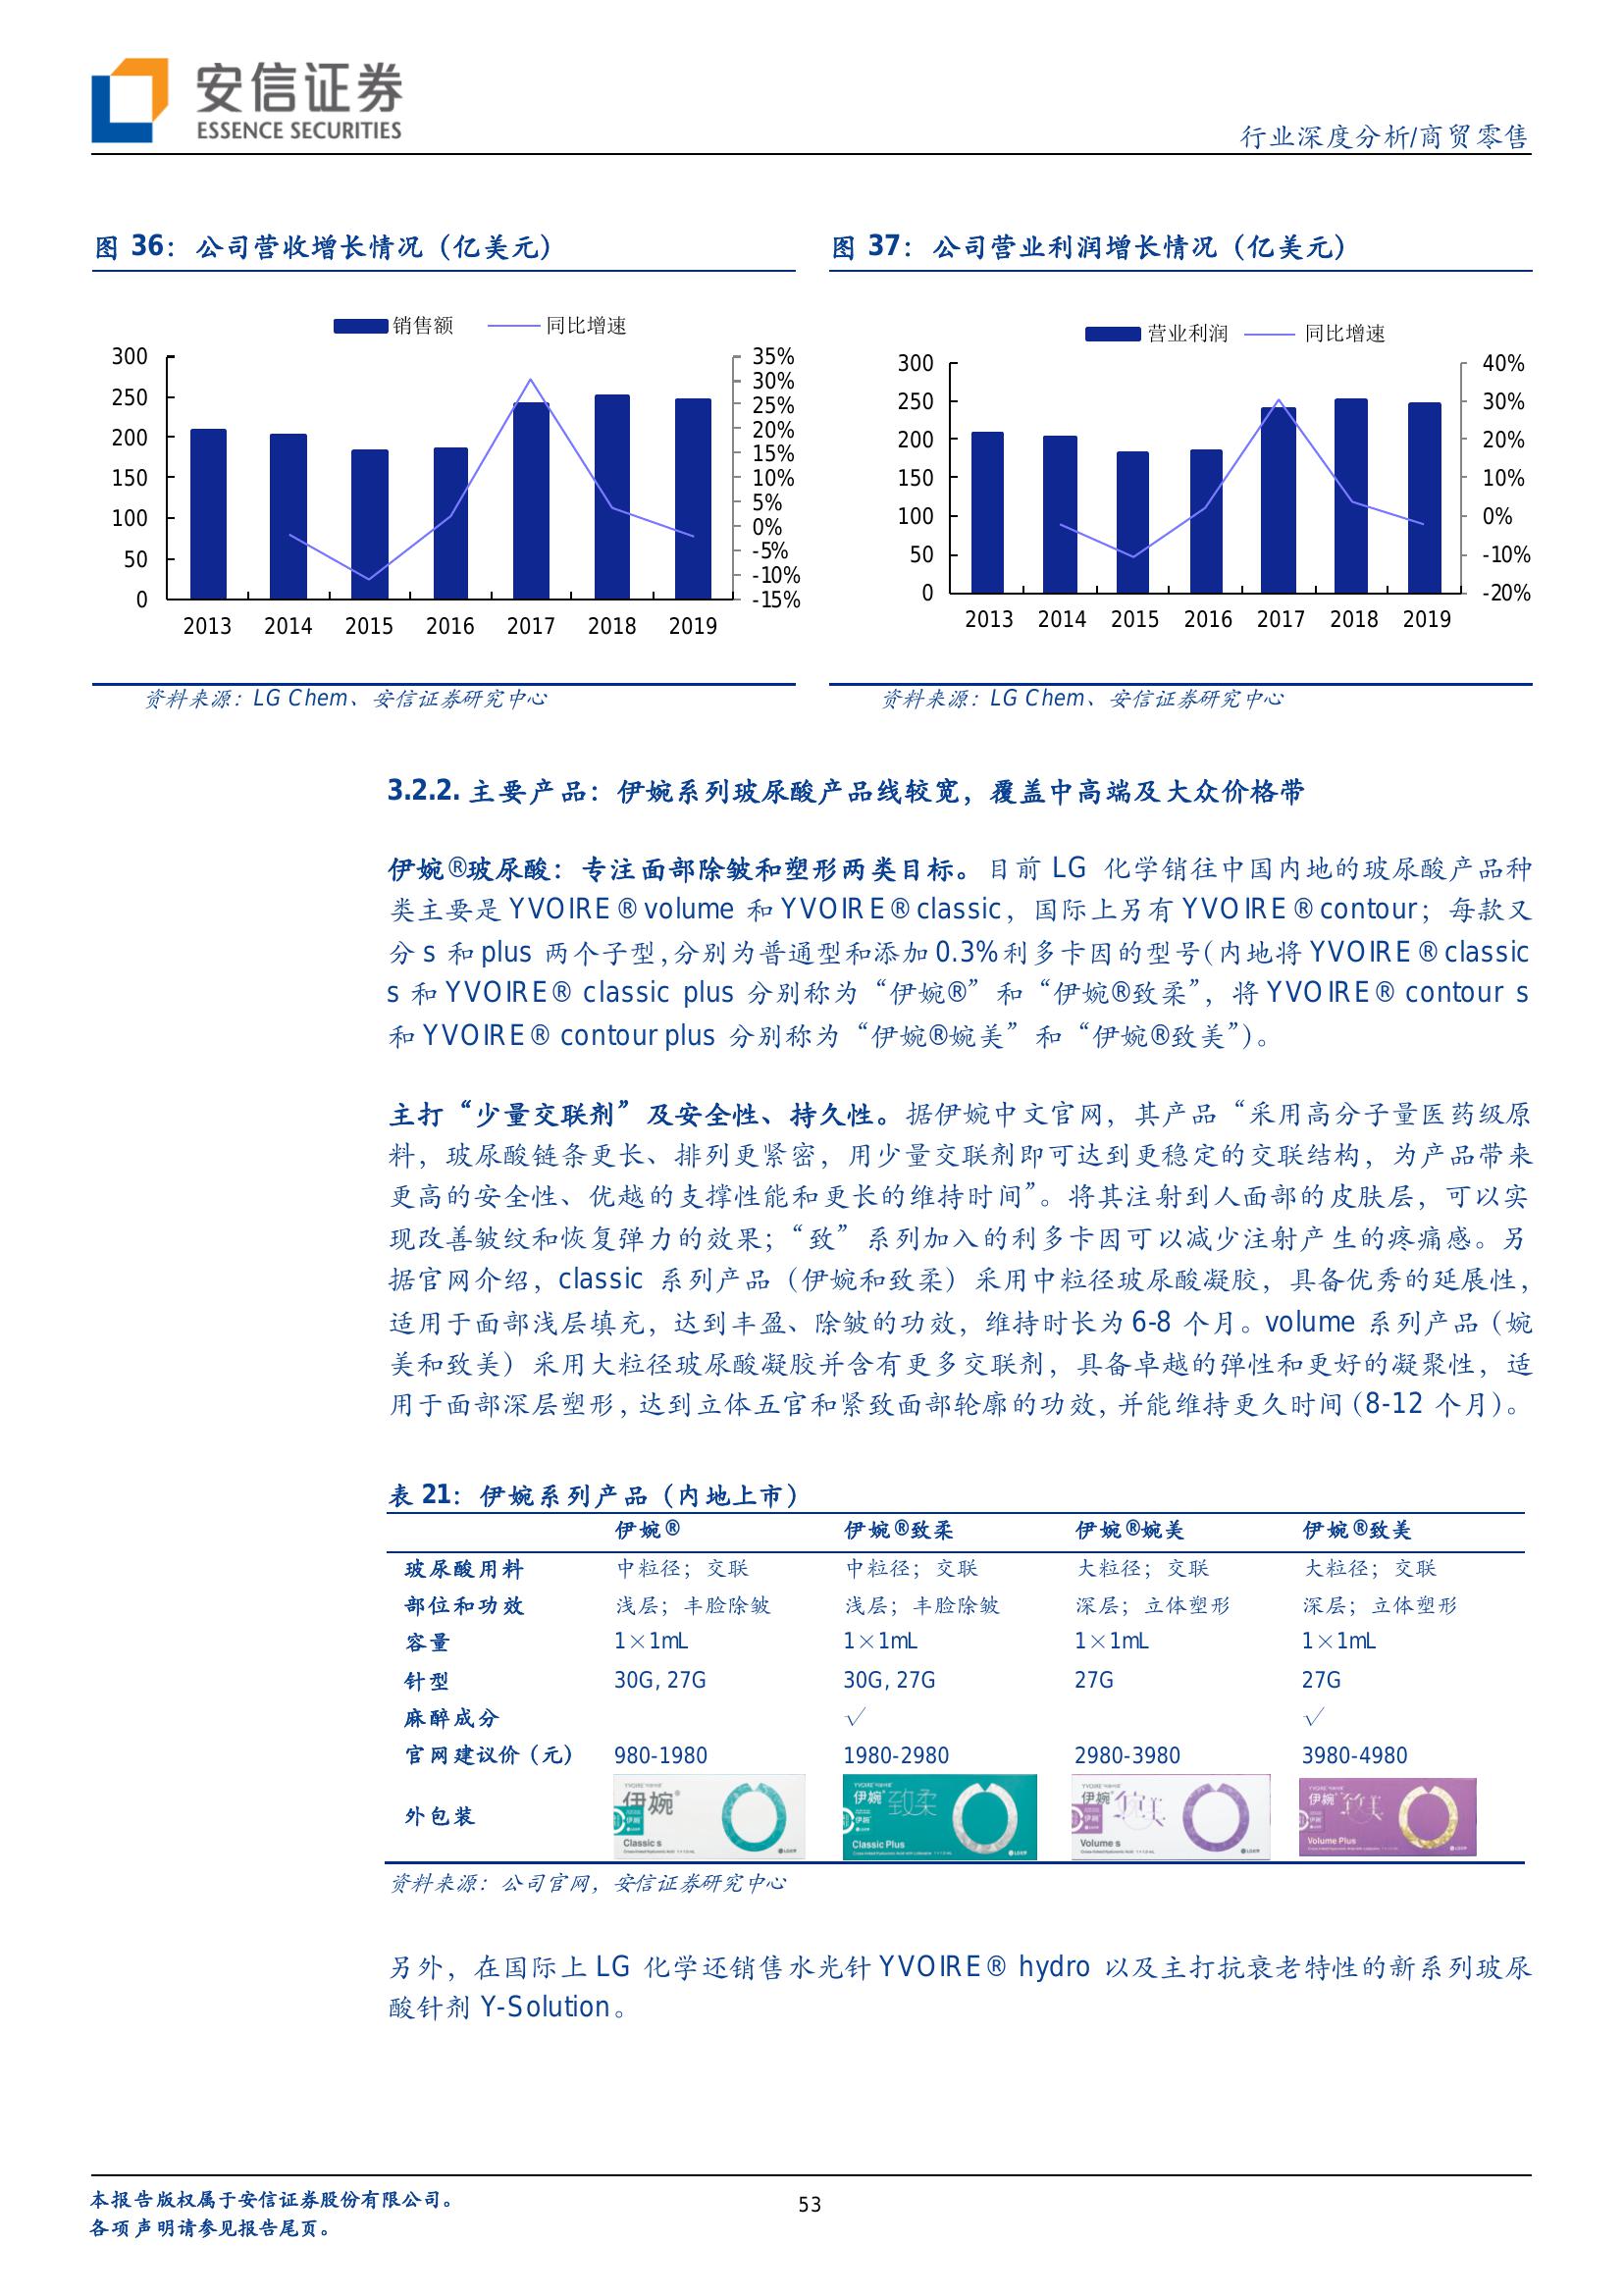 安信证券
ESSENCE SECURITIES
行业深度分析/商贸零售
图 36：公司营收增长情况（亿美元）
销售额 同比增速
300
250
200
150
100
50
0
35%
30%
25%
20%
15%
10%
5%
0%
-5%
-10%
-15%
2013 2014 2015 2016 2017 2018 2019
资料来源：LG Chem、安信证券研究中心
图 37：公司营业利润增长情况（亿美元）
营业利润 同比增速
300
250
200
150
100
50
0
40%
30%
20%
10%
0%
-10%
-20%
2013 2014 2015 2016 2017 2018 2019
资料来源：LG Chem、安信证券研究中心
3.2.2. 主要产品：伊婉系列玻尿酸产品线较宽，覆盖中高端及大众价格带
伊婉®玻尿酸：专注面部除皱和塑形两类目标。目前 LG 化学销往中国内地的玻尿酸产品种
类主要是 YVOIRE® volume 和 YVOIRE® classic，国际上另有 YVOIRE® contour；每款又
分 s 和 plus 两个子型，分别为普通型和添加 0.3%利多卡因的型号（内地将 YVOIRE® classic
s 和 YVOIRE® classic plus 分别称为“伊婉®”和“伊婉®致柔”，将 YVOIRE® contour s
和 YVOIRE® contour plus 分别称为“伊婉®婉美”和“伊婉®致美”）。
主打“少量交联剂”及安全性、持久性。据伊婉中文官网，其产品“采用高分子量医药级原
料，玻尿酸链条更长、排列更紧密，用少量交联剂即可达到更稳定的交联结构，为产品带来
更高的安全性、优越的支撑性能和更长的维持时间”。将其注射到人面部的皮肤层，可以实
现改善皱纹和恢复弹力的效果；“致”系列加入的利多卡因可以减少注射产生的疼痛感。另
据官网介绍，classic 系列产品（伊婉和致柔）采用中粒径玻尿酸凝胶，具备优秀的延展性，
适用于面部浅层填充，达到丰盈、除皱的功效，维持时长为 6-8 个月。volume 系列产品（婉
美和致美）采用大粒径玻尿酸凝胶并含有更多交联剂，具备卓越的弹性和更好的凝聚性，适
用于面部深层塑形，达到立体五官和紧致面部轮廓的功效，并能维持更久时间（8-12 个月）。
表 21：伊婉系列产品（内地上市）
伊婉® 伊婉®致柔 伊婉®婉美 伊婉®致美
玻尿酸用料 中粒径；交联 中粒径；交联 大粒径；交联 大粒径；交联
部位和功效 浅层；丰脸除皱 浅层；丰脸除皱 深层；立体塑形 深层；立体塑形
容量 1×1mL 1×1mL 1×1mL 1×1mL
针型 30G, 27G 30G, 27G 27G 27G
麻醉成分 √ √
官网建议价（元） 980-1980 1980-2980 2980-3980 3980-4980
外包装
伊婉® 伊婉® 致柔 伊婉® 婉美 伊婉® 致美
Classic s Classic Plus Volume s Volume Plus
资料来源：公司官网，安信证券研究中心
另外，在国际上 LG 化学还销售水光针 YVOIRE® hydro 以及主打抗衰老特性的新系列玻尿
酸针剂 Y-Solution。
本报告版权属于安信证券股份有限公司。
各项声明请参见报告尾页。
53